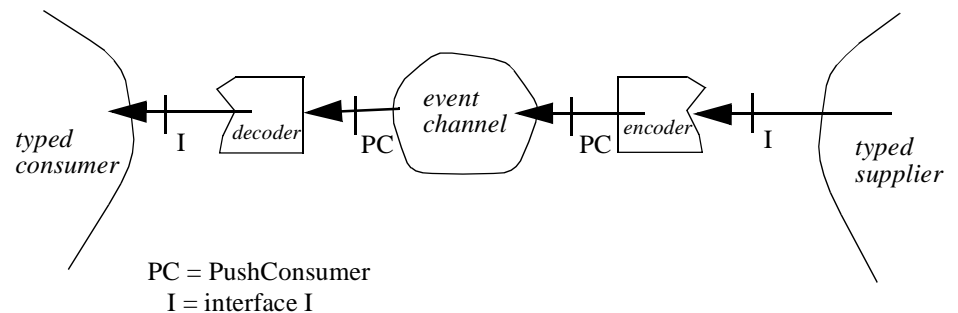 typed
consumer
I
decoder
PC
event
channel
PC
encoder
I
typed
supplier
PC = PushConsumer
I = interface I